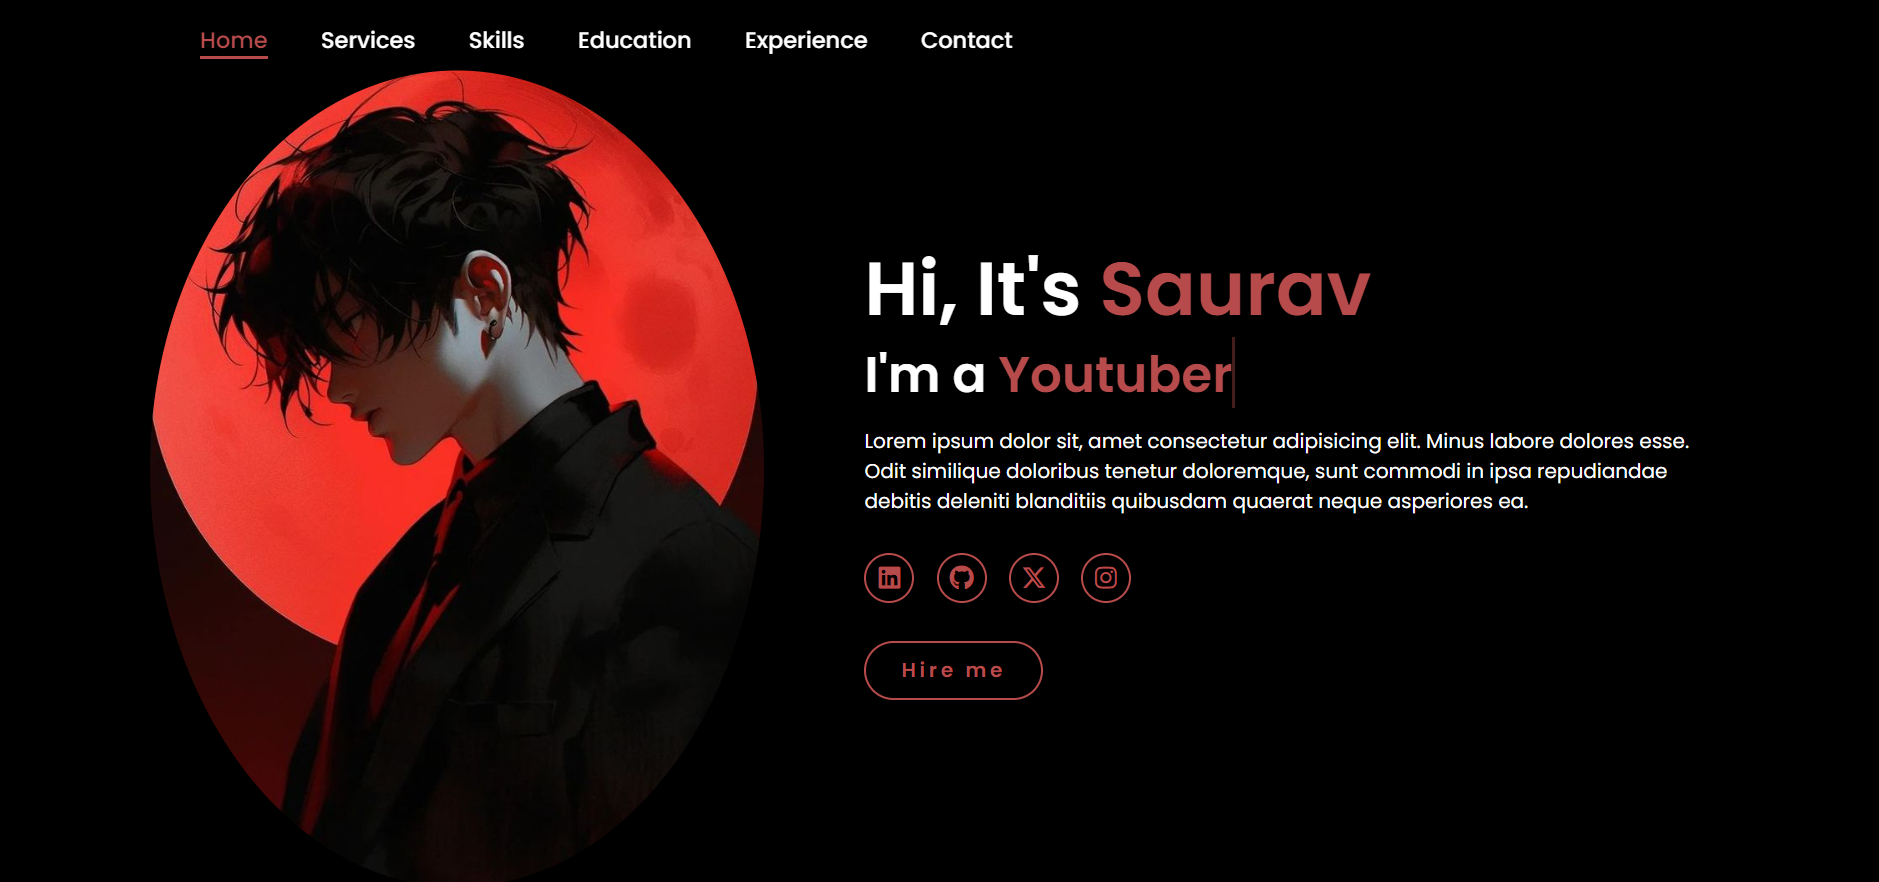 Home Services Skills Education Experience Contact
Hi, It's Saurav
I'm a Youtuber
Lorem ipsum dolor sit, amet consectetur adipisicing elit. Minus labore dolores esse.
Odit similique doloribus tenetur doloremque, sunt commodi in ipsa repudiandae
debitis deleniti blanditiis quibusdam quaerat neque asperiores ea.
Hire me